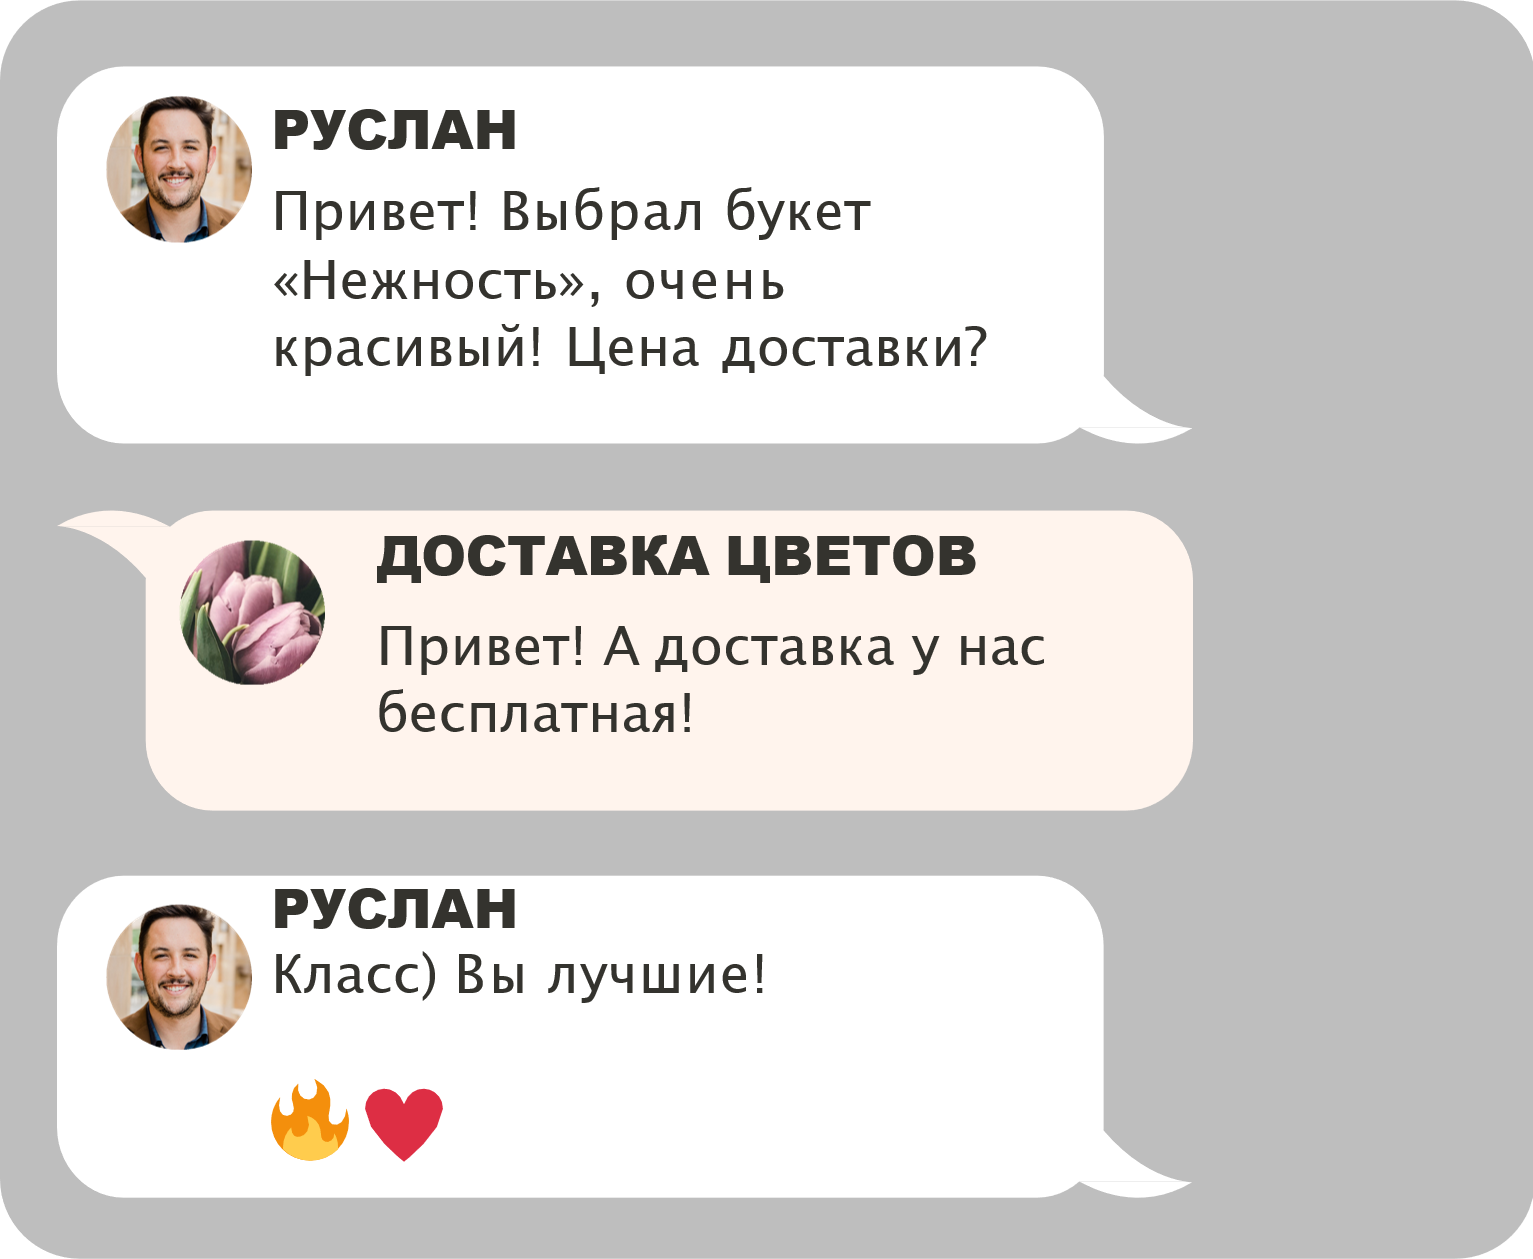 РУСЛАН
Привет! Выбрал букет
«Нежность», очень
красивый! Цена доставки?
ДОСТАВКА ЦВЕТОВ
Привет! А доставка у нас
бесплатная!
РУСЛАН
Класс) Вы лучшие!